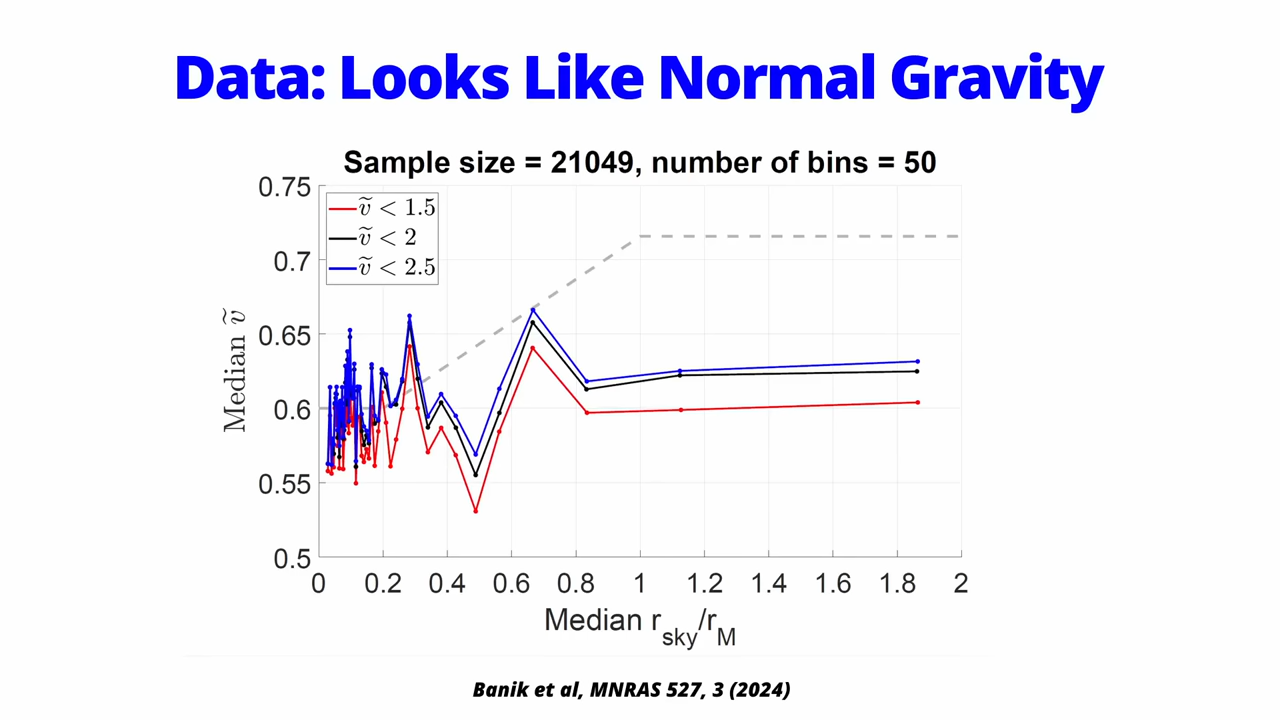 Data: Looks Like Normal Gravity
Sample size = 21049, number of bins = 50
0.75
0.7
0.65
0.6
0.55
0.5
ṽ < 1.5
ṽ < 2
ṽ < 2.5
Median ṽ
0 0.2 0.4 0.6 0.8 1 1.2 1.4 1.6 1.8 2
Median r_sky/r_M
Banik et al, MNRAS 527, 3 (2024)